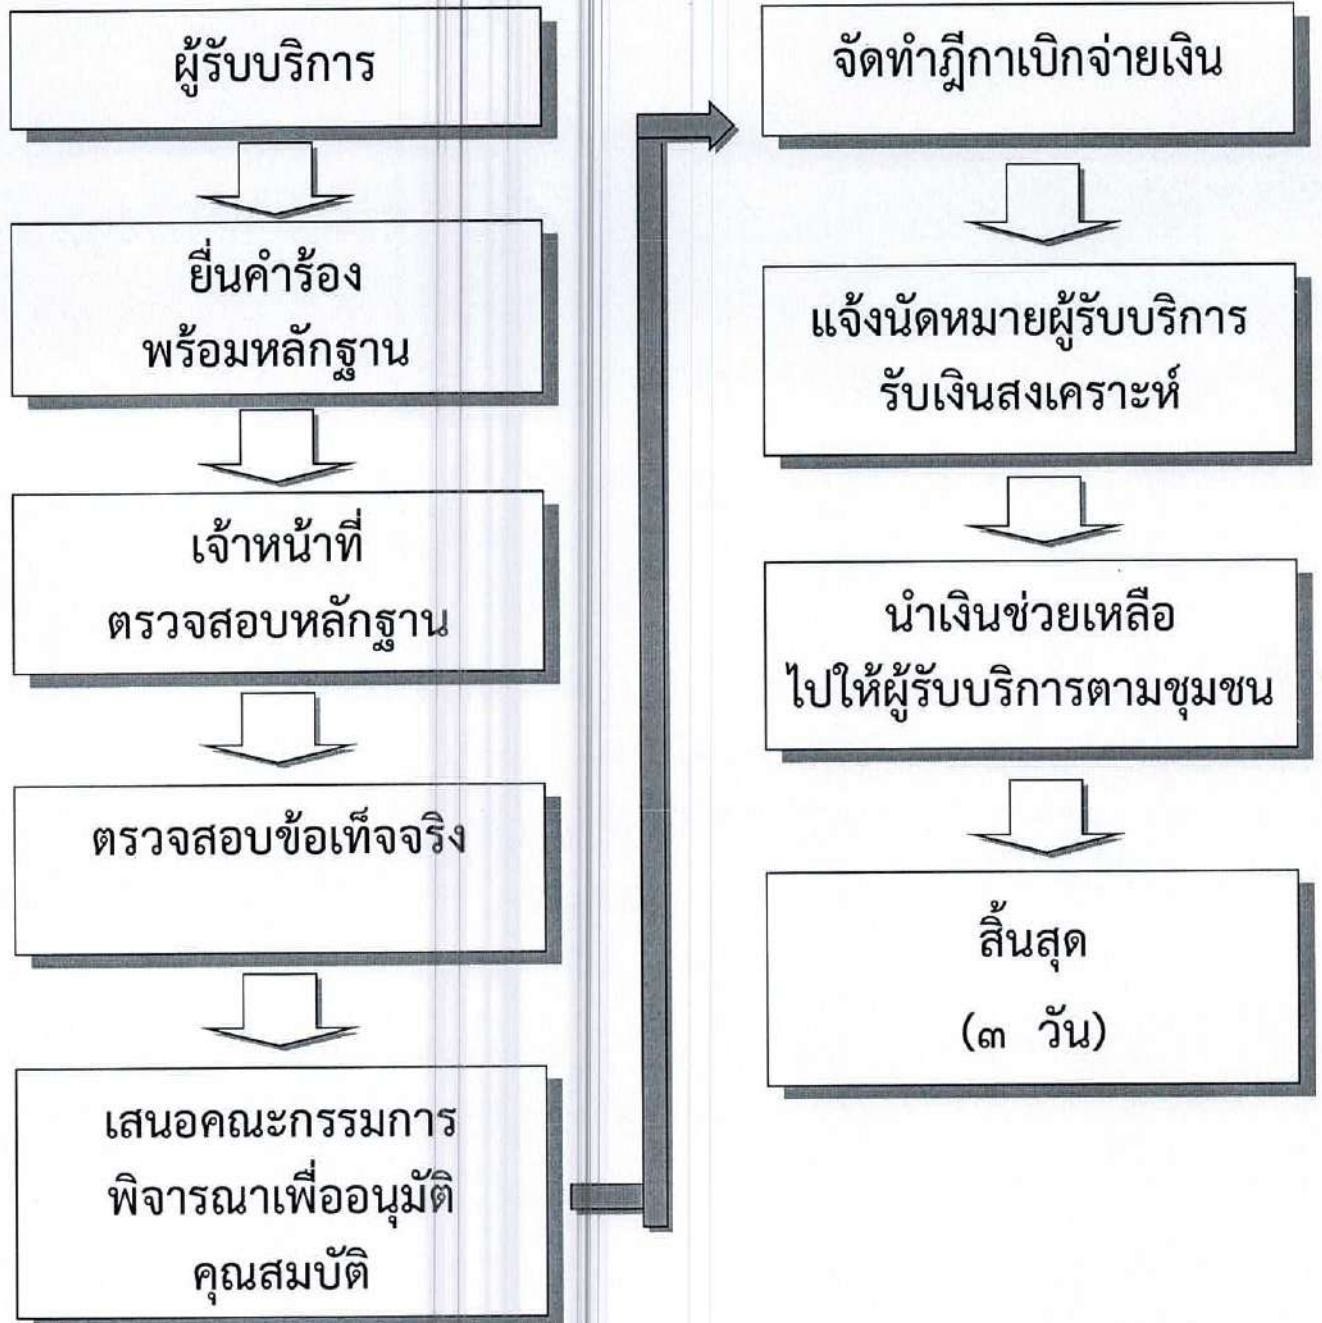 ผู้รับบริการ
ยื่นคำร้อง
พร้อมหลักฐาน
เจ้าหน้าที่
ตรวจสอบหลักฐาน
ตรวจสอบข้อเท็จจริง
เสนอคณะกรรมการ
พิจารณาเพื่ออนุมัติ
คุณสมบัติ
จัดทำฎีกาเบิกจ่ายเงิน
แจ้งนัดหมายผู้รับบริการ
รับเงินสงเคราะห์
นำเงินช่วยเหลือ
ไปให้ผู้รับบริการตามชุมชน
สิ้นสุด
(๓ วัน)